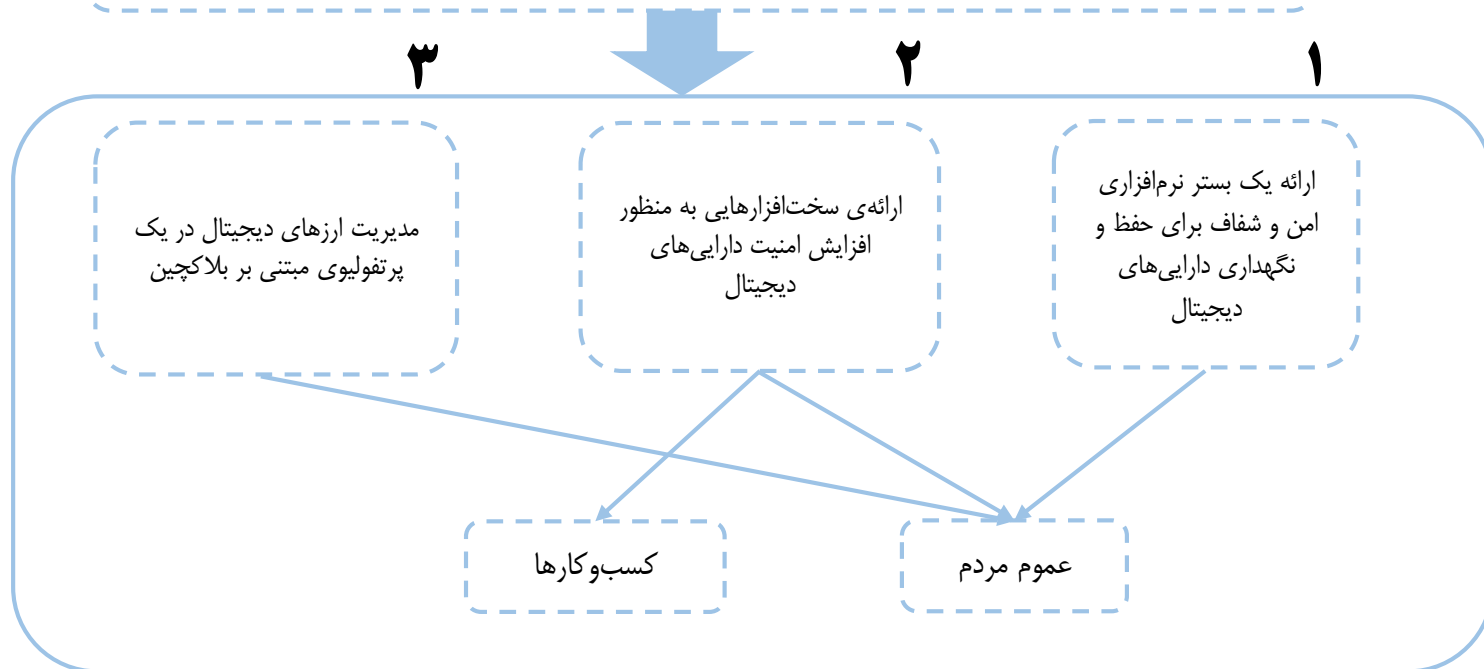 ۱
۲
۳
ارائه یک بستر نرم‌افزاری
امن و شفاف برای حفظ و
نگهداری دارایی‌های
دیجیتال
ارائه‌ی سخت‌افزارهایی به منظور
افزایش امنیت دارایی‌های
دیجیتال
مدیریت ارزهای دیجیتال در یک
پرتفولیوی مبتنی بر بلاکچین
عموم مردم
کسب‌وکارها